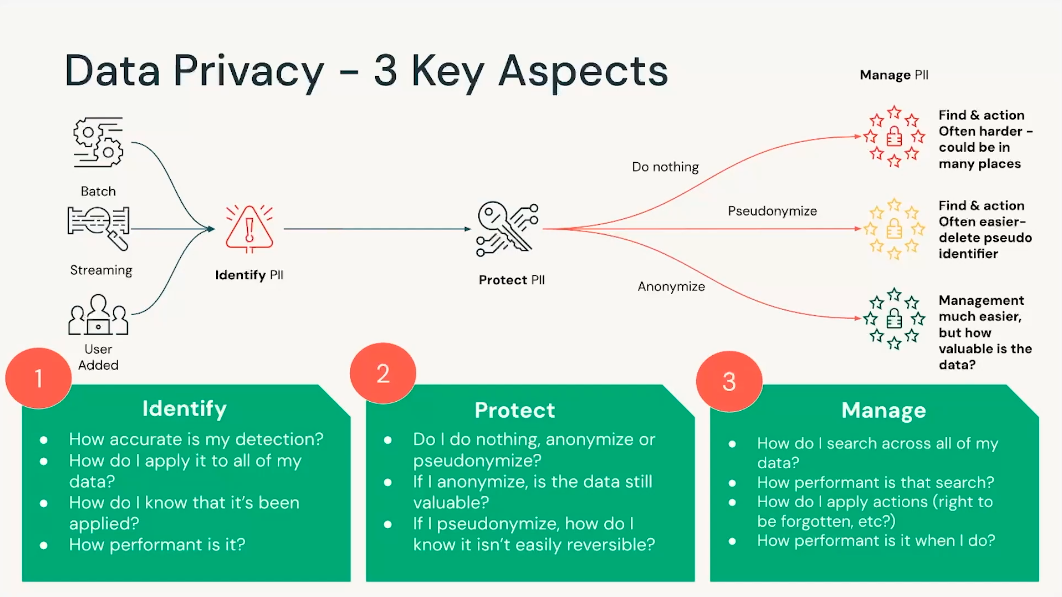 Data Privacy - 3 Key Aspects
Manage PII
Batch
Streaming
User
Added
Identify PII
Protect PII
Do nothing
Pseudonymize
Anonymize
Find & action
Often harder -
could be in
many places
Find & action
Often easier-
delete pseudo
identifier
Management
much easier,
but how
valuable is the
data?
1
Identify
● How accurate is my detection?
● How do I apply it to all of my
data?
● How do I know that it's been
applied?
● How performant is it?
2
Protect
● Do I do nothing, anonymize or
pseudonymize?
● If I anonymize, is the data still
valuable?
● If I pseudonymize, how do I
know it isn't easily reversible?
3
Manage
● How do I search across all of my
data?
● How performant is that search?
● How do I apply actions (right to
be forgotten, etc?)
● How performant is it when I do?